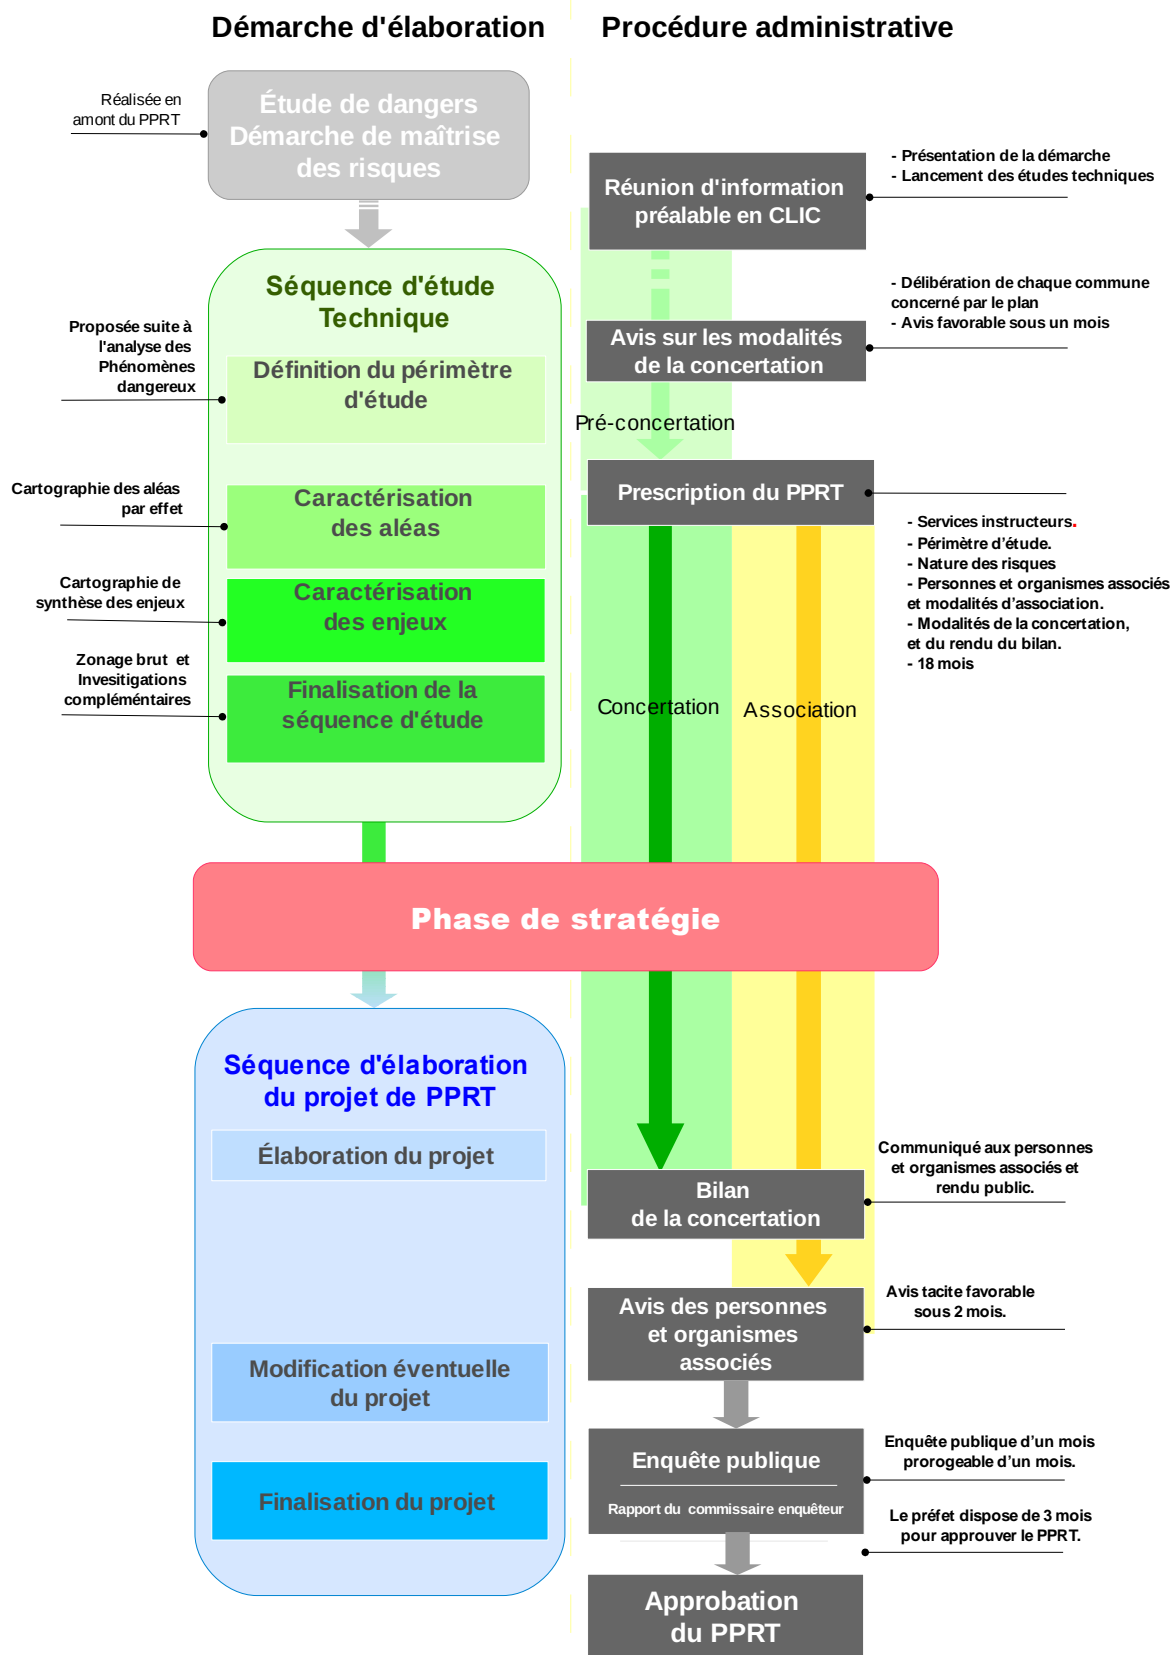 Démarche d'élaboration
Procédure administrative
Réalisée en
amont du PPRT
Étude de dangers
Démarche de maîtrise
des risques
Réunion d'information
préalable en CLIC
- Présentation de la démarche
- Lancement des études techniques
Séquence d'étude
Technique
- Délibération de chaque commune
concerné par le plan
- Avis favorable sous un mois
Avis sur les modalités
de la concertation
Proposée suite à
l'analyse des
Phénomènes
dangereux
Définition du périmètre
d'étude
Pré-concertation
Prescription du PPRT
Cartographie des aléas
par effet
Caractérisation
des aléas
- Services instructeurs.
- Périmètre d’étude.
- Nature des risques
- Personnes et organismes associés
et modalités d’association.
- Modalités de la concertation,
et du rendu du bilan.
- 18 mois
Cartographie de
synthèse des enjeux
Caractérisation
des enjeux
Zonage brut et
Invesitigations
complémentaires
Finalisation de la
séquence d'étude
Concertation
Association
Phase de stratégie
Séquence d'élaboration
du projet de PPRT
Élaboration du projet
Communiqué aux personnes
et organismes associés et
rendu public.
Bilan
de la concertation
Avis des personnes
et organismes
associés
Avis tacite favorable
sous 2 mois.
Modification éventuelle
du projet
Enquête publique
Rapport du commissaire enquêteur
Enquête publique d’un mois
prorogeable d’un mois.
Finalisation du projet
Le préfet dispose de 3 mois
pour approuver le PPRT.
Approbation
du PPRT